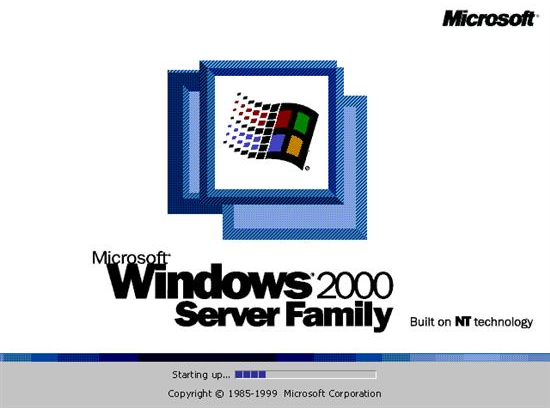 Microsoft®
Microsoft®
Windows® 2000
Server Family
Built on NT technology
Starting up...
Copyright © 1985-1999 Microsoft Corporation